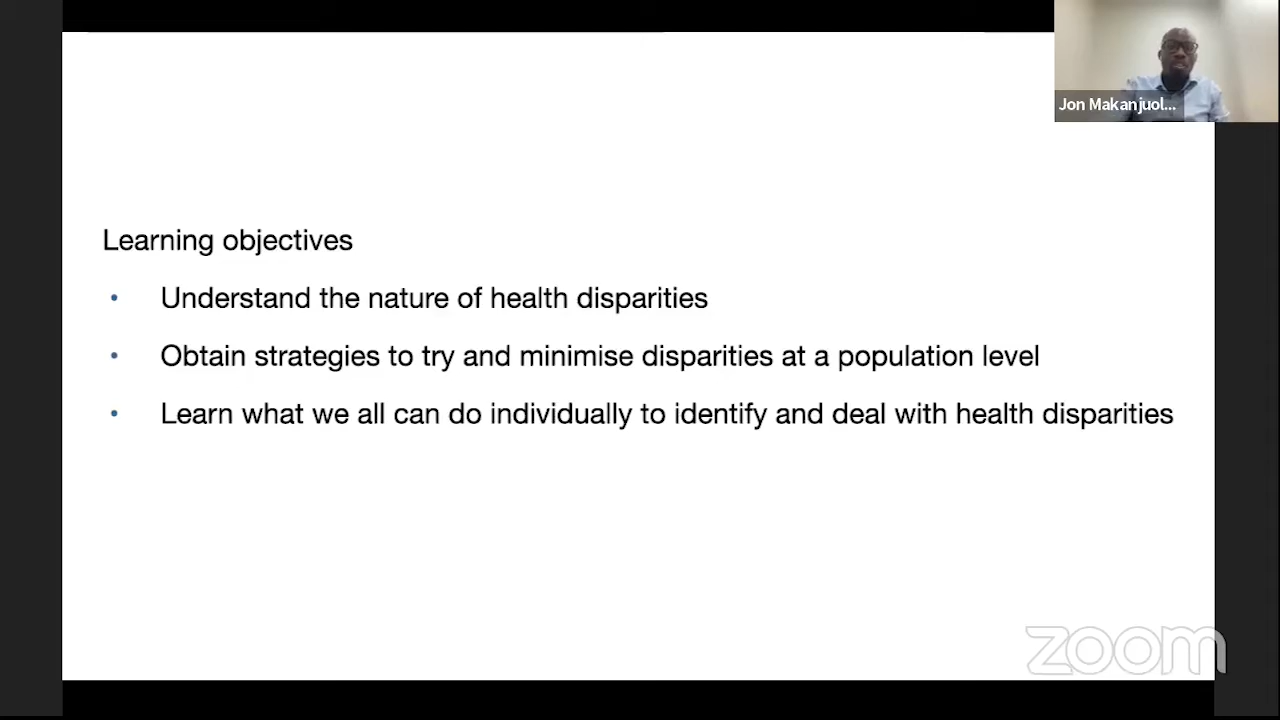 Jon Makanjuol...
Learning objectives
• Understand the nature of health disparities
• Obtain strategies to try and minimise disparities at a population level
• Learn what we all can do individually to identify and deal with health disparities
zoom